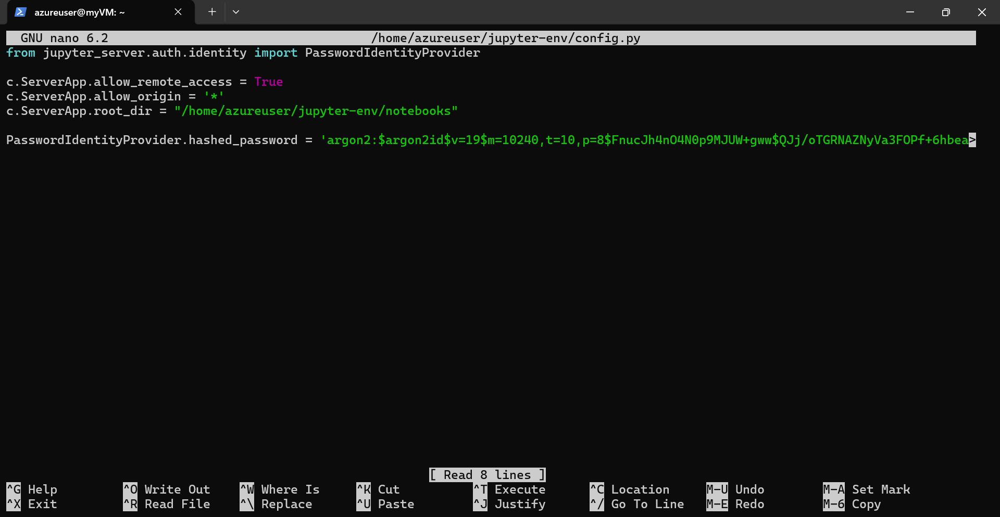 azureuser@myVM: ~
GNU nano 6.2 /home/azureuser/jupyter-env/config.py
from jupyter_server.auth.identity import PasswordIdentityProvider
c.ServerApp.allow_remote_access = True
c.ServerApp.allow_origin = '*'
c.ServerApp.root_dir = "/home/azureuser/jupyter-env/notebooks"
PasswordIdentityProvider.hashed_password = 'argon2:$argon2id$v=19$m=10240,t=10,p=8$FnucJh4nO4N0p9MJUW+gww$QJj/oTGRNAZNyVa3FOPf+6hbea>
[ Read 8 lines ]
^G Help ^O Write Out ^W Where Is ^K Cut ^T Execute ^C Location M-U Undo M-A Set Mark
^X Exit ^R Read File ^\ Replace ^U Paste ^J Justify ^/ Go To Line M-E Redo M-6 Copy